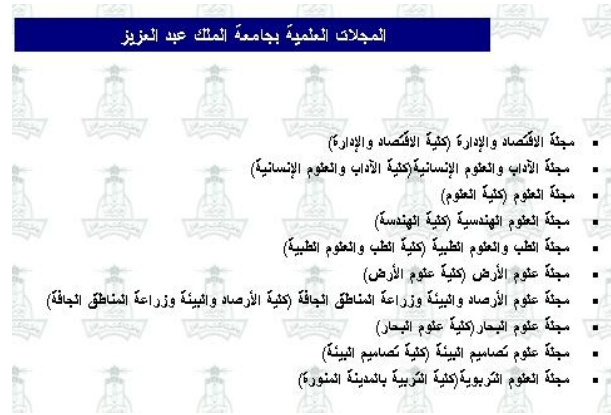 المجلات العلمية بجامعة الملك عبد العزيز
مجلة الاقتصاد والإدارة (كلية الاقتصاد والإدارة)
مجلة الآداب والعلوم الإنسانية(كلية الآداب والعلوم الإنسانية)
مجلة العلوم (كلية العلوم)
مجلة العلوم الهندسية (كلية الهندسة)
مجلة الطب والعلوم الطبية (كلية الطب والعلوم الطبية)
مجلة علوم الأرض (كلية علوم الأرض)
مجلة علوم الأرصاد والبيئة وزراعة المناطق الجافة (كلية الأرصاد والبيئة وزراعة المناطق الجافة)
مجلة علوم البحار(كلية علوم البحار)
مجلة علوم تصاميم البيئة (كلية تصاميم البيئة)
مجلة العلوم التربوية(كلية التربية بالمدينة المنورة)